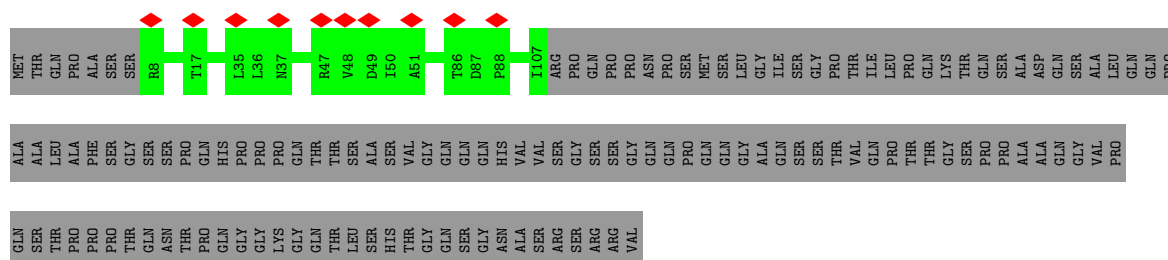 MET THR GLN PRO ALA SER SER R8 T17 L35 L36 N37 R47 V48 D49 I50 A51 T86 D87 P88 I107 ARG PRO GLN PRO PRO ASN PRO SER MET SER LEU GLY ILE SER GLY PRO THR ILE LEU PRO GLN LYS THR GLN SER ALA ASP GLN SER ALA LEU GLN GLN PRO
ALA ALA LEU ALA PHE SER GLY SER SER PRO GLN HIS PRO PRO PRO GLN THR THR SER ALA SER VAL GLY GLN GLN GLN HIS VAL VAL SER GLY SER SER GLY GLN GLN PRO GLN GLN GLY ALA GLN SER SER THR VAL GLN PRO THR THR GLY SER PRO PRO ALA ALA GLN GLY VAL PRO
GLN SER THR PRO PRO PRO THR GLN ASN THR PRO GLN GLY GLY LYS GLY GLN THR LEU SER HIS THR GLY GLN SER GLY ASN ALA SER ARG SER ARG ARG VAL